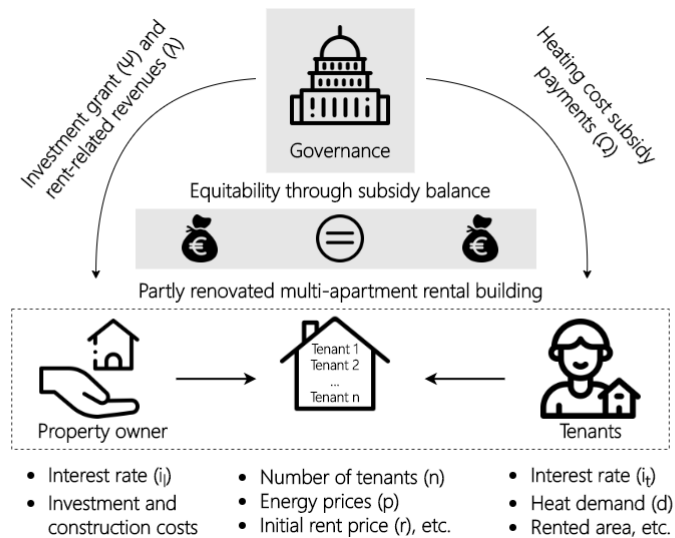 Investment grant (Ψ) and
rent-related revenues (λ)
Heating cost subsidy
payments (Ω)
Governance
Equitability through subsidy balance
€ = €
Partly renovated multi-apartment rental building
Tenant 1
Tenant 2
...
Tenant n
Property owner
Tenants
• Interest rate (iₗ)
• Investment and
construction costs
• Number of tenants (n)
• Energy prices (p)
• Initial rent price (r), etc.
• Interest rate (iₜ)
• Heat demand (d)
• Rented area, etc.